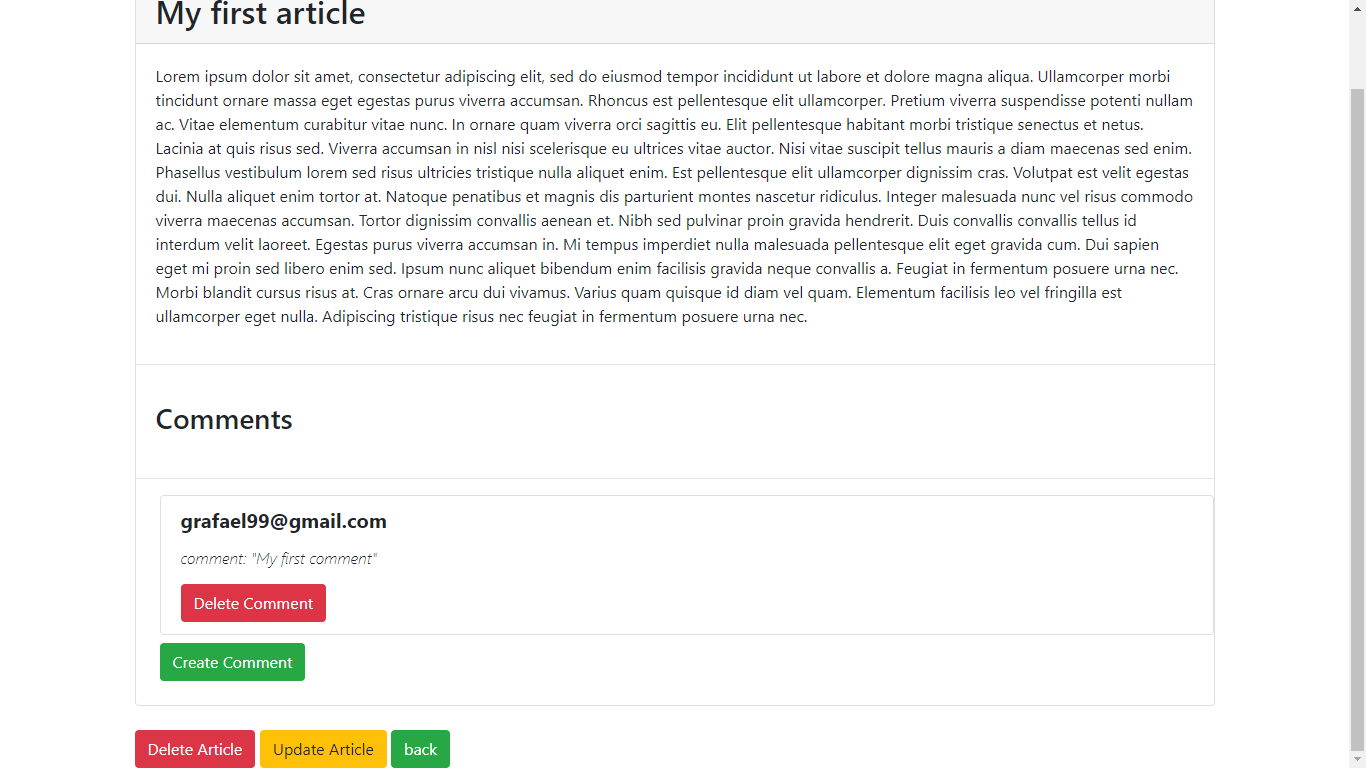 My first article
Lorem ipsum dolor sit amet, consectetur adipiscing elit, sed do eiusmod tempor incididunt ut labore et dolore magna aliqua. Ullamcorper morbi
tincidunt ornare massa eget egestas purus viverra accumsan. Rhoncus est pellentesque elit ullamcorper. Pretium viverra suspendisse potenti nullam
ac. Vitae elementum curabitur vitae nunc. In ornare quam viverra orci sagittis eu. Elit pellentesque habitant morbi tristique senectus et netus.
Lacinia at quis risus sed. Viverra accumsan in nisl nisi scelerisque eu ultrices vitae auctor. Nisi vitae suscipit tellus mauris a diam maecenas sed enim.
Phasellus vestibulum lorem sed risus ultricies tristique nulla aliquet enim. Est pellentesque elit ullamcorper dignissim cras. Volutpat est velit egestas
dui. Nulla aliquet enim tortor at. Natoque penatibus et magnis dis parturient montes nascetur ridiculus. Integer malesuada nunc vel risus commodo
viverra maecenas accumsan. Tortor dignissim convallis aenean et. Nibh sed pulvinar proin gravida hendrerit. Duis convallis convallis tellus id
interdum velit laoreet. Egestas purus viverra accumsan in. Mi tempus imperdiet nulla malesuada pellentesque elit eget gravida cum. Dui sapien
eget mi proin sed libero enim sed. Ipsum nunc aliquet bibendum enim facilisis gravida neque convallis a. Feugiat in fermentum posuere urna nec.
Morbi blandit cursus risus at. Cras ornare arcu dui vivamus. Varius quam quisque id diam vel quam. Elementum facilisis leo vel fringilla est
ullamcorper eget nulla. Adipiscing tristique risus nec feugiat in fermentum posuere urna nec.
Comments
grafael99@gmail.com
comment: "My first comment"
Delete Comment
Create Comment
Delete Article Update Article back